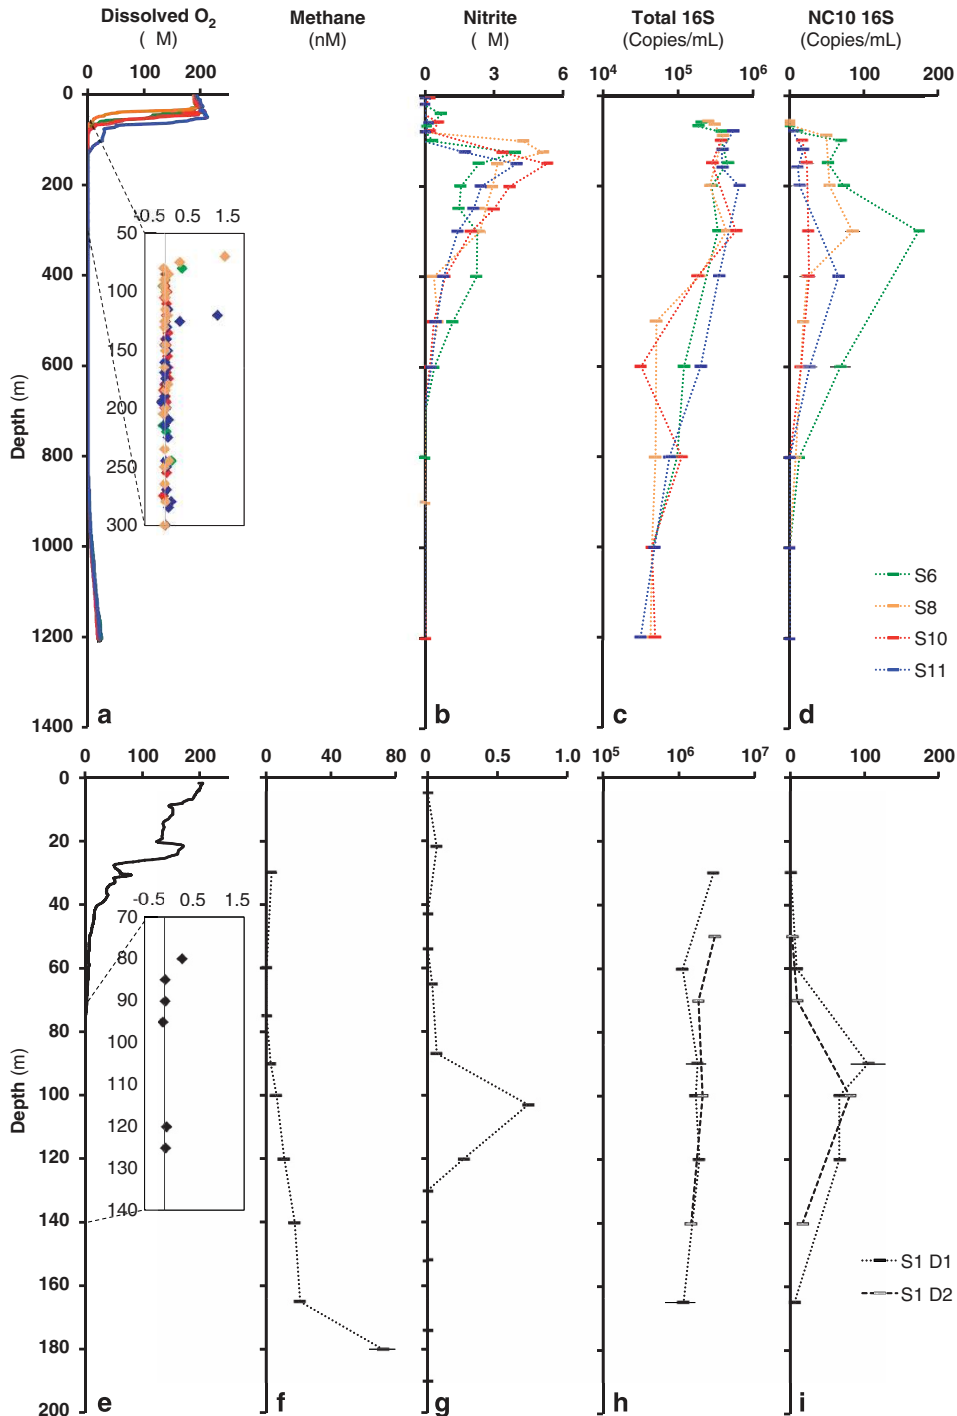 Dissolved O2 Methane Nitrite Total 16S NC10 16S
( M) (nM) ( M) (Copies/mL) (Copies/mL)
0 100 200 0 3 6 10^4 10^5 10^6 0 100 200
0
200
400
600
800
1000
1200
1400
Depth (m)
-0.5 0.5 1.5
50
100
150
200
250
300
S6
S8
S10
S11
a b c d
0 100 200 0 40 80 0 0.5 1.0 10^5 10^6 10^7 0 100 200
0
20
40
60
80
100
120
140
160
180
200
Depth (m)
-0.5 0.5 1.5
70
80
90
100
110
120
130
140
S1 D1
S1 D2
e f g h i